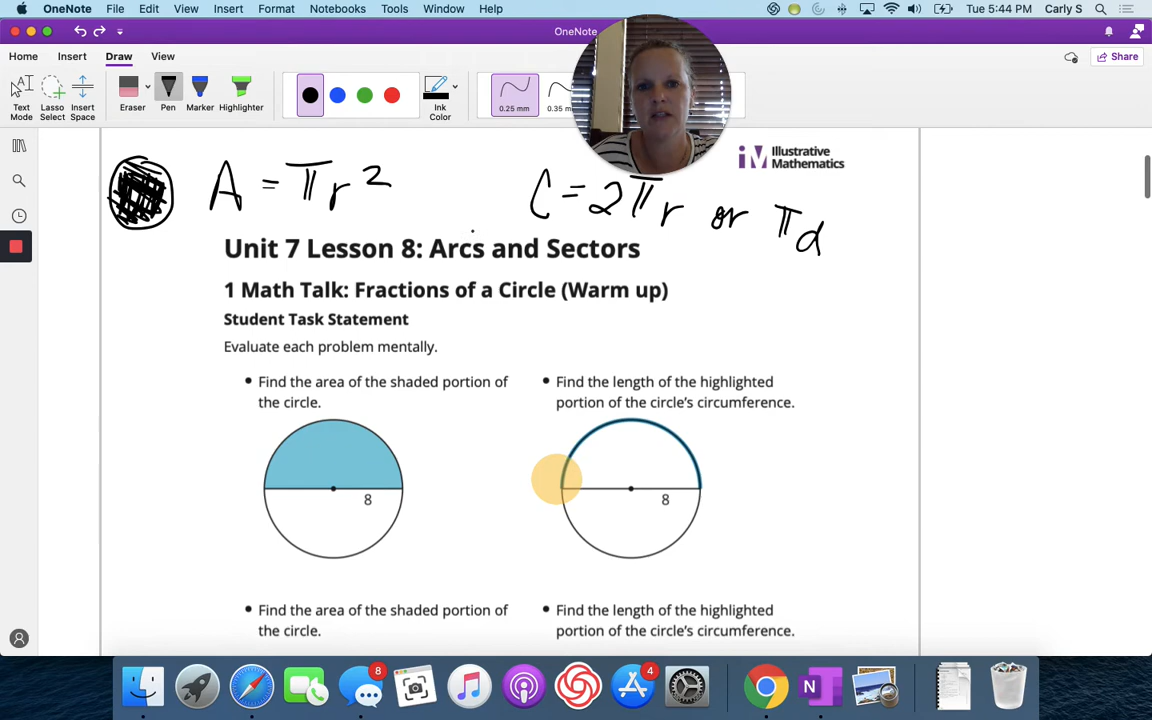 OneNote File Edit View Insert Format Notebooks Tools Window Help Tue 5:44 PM Carly S
OneNote
Home Insert Draw View Share
Text Mode Lasso Select Insert Space Eraser Pen Marker Highlighter Ink Color 0.25 mm 0.35 m
A = πr² C = 2πr or πd
Illustrative Mathematics
Unit 7 Lesson 8: Arcs and Sectors
1 Math Talk: Fractions of a Circle (Warm up)
Student Task Statement
Evaluate each problem mentally.
• Find the area of the shaded portion of
the circle.
8
• Find the length of the highlighted
portion of the circle’s circumference.
8
• Find the area of the shaded portion of
the circle.
• Find the length of the highlighted
portion of the circle’s circumference.
8
4